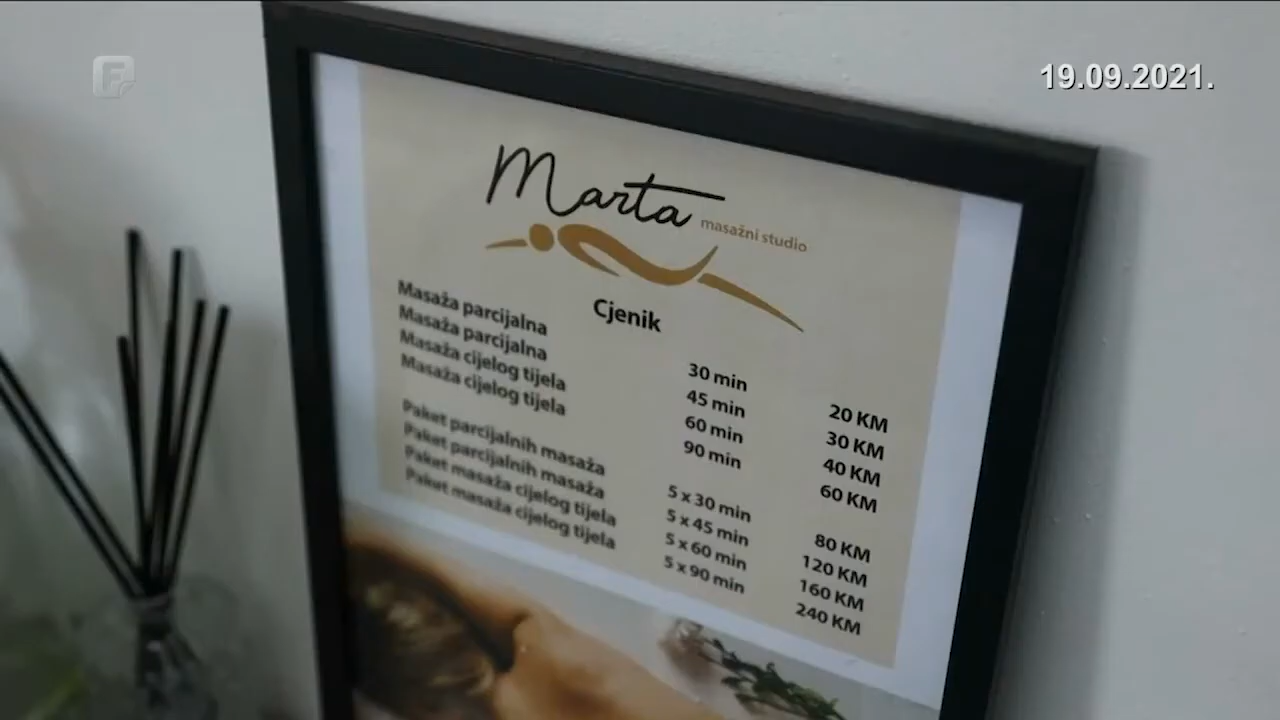 F
19.09.2021.
Marta masažni studio
Cjenik
Masaža parcijalna 30 min 20 KM
Masaža parcijalna 45 min 30 KM
Masaža cijelog tijela 60 min 40 KM
Masaža cijelog tijela 90 min 60 KM
Paket parcijalnih masaža 5 x 30 min 80 KM
Paket parcijalnih masaža 5 x 45 min 120 KM
Paket masaža cijelog tijela 5 x 60 min 160 KM
Paket masaža cijelog tijela 5 x 90 min 240 KM